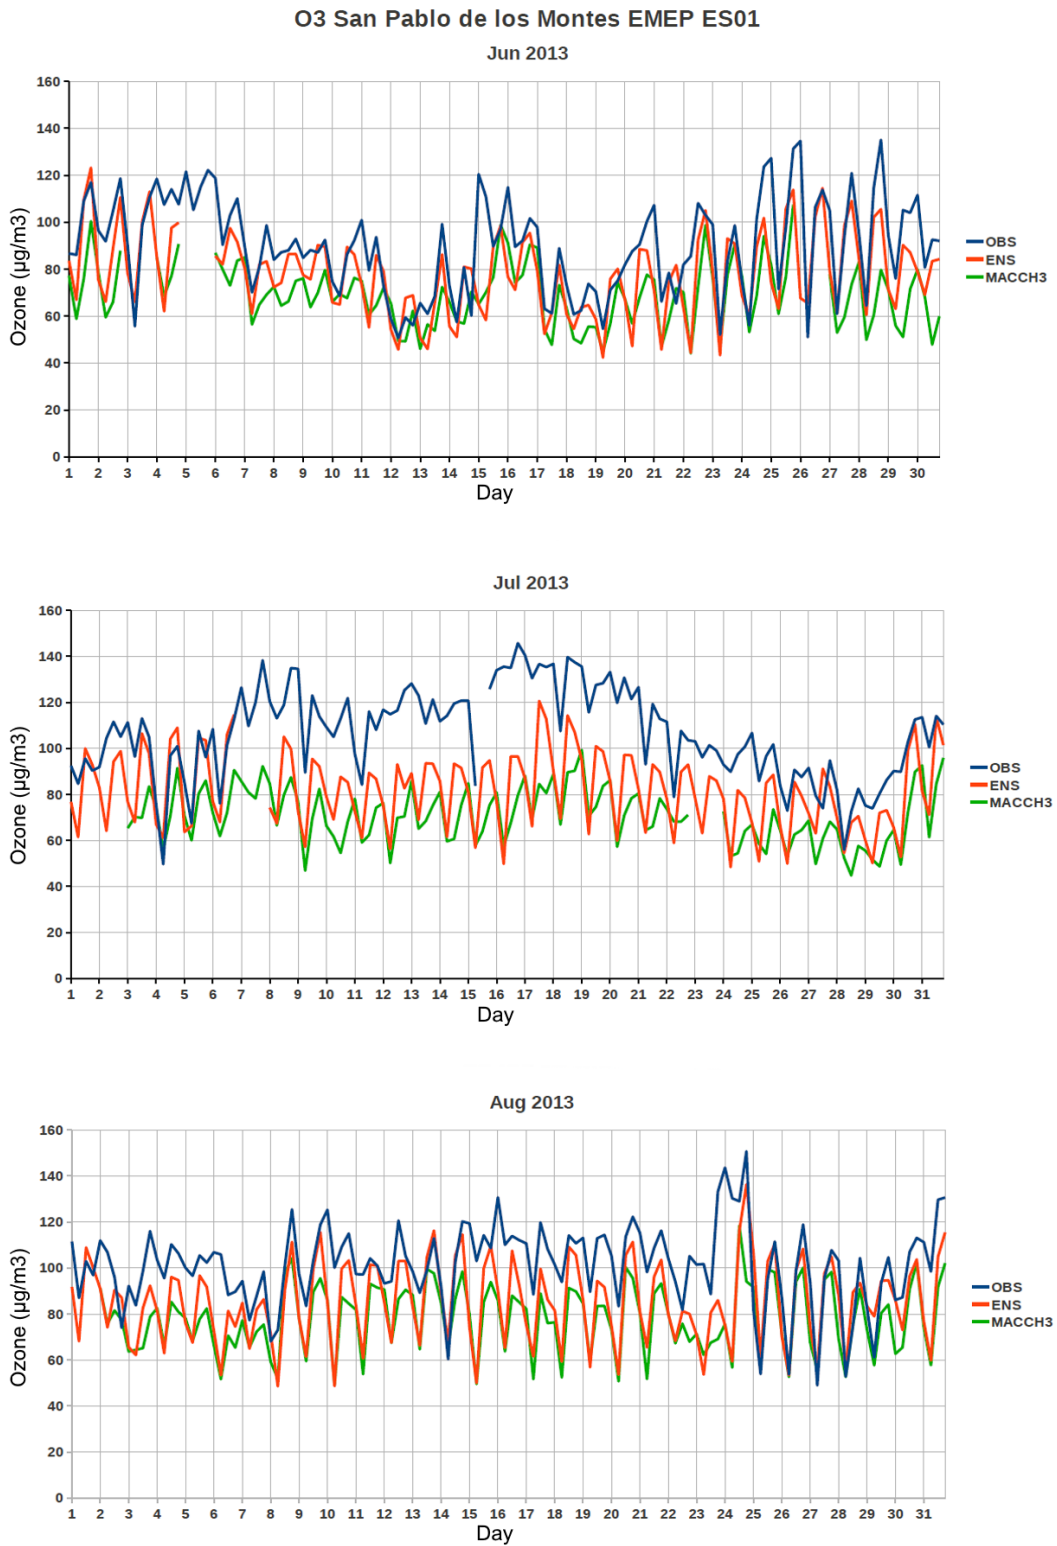 O3 San Pablo de los Montes EMEP ES01
Jun 2013
160
140
120
100
80
60
40
20
0
Ozone (µg/m3)
1 2 3 4 5 6 7 8 9 10 11 12 13 14 15 16 17 18 19 20 21 22 23 24 25 26 27 28 29 30
Day
OBS
ENS
MACCH3
Jul 2013
160
140
120
100
80
60
40
20
0
Ozone (µg/m3)
1 2 3 4 5 6 7 8 9 10 11 12 13 14 15 16 17 18 19 20 21 22 23 24 25 26 27 28 29 30 31
Day
OBS
ENS
MACCH3
Aug 2013
160
140
120
100
80
60
40
20
0
Ozone (µg/m3)
1 2 3 4 5 6 7 8 9 10 11 12 13 14 15 16 17 18 19 20 21 22 23 24 25 26 27 28 29 30 31
Day
OBS
ENS
MACCH3